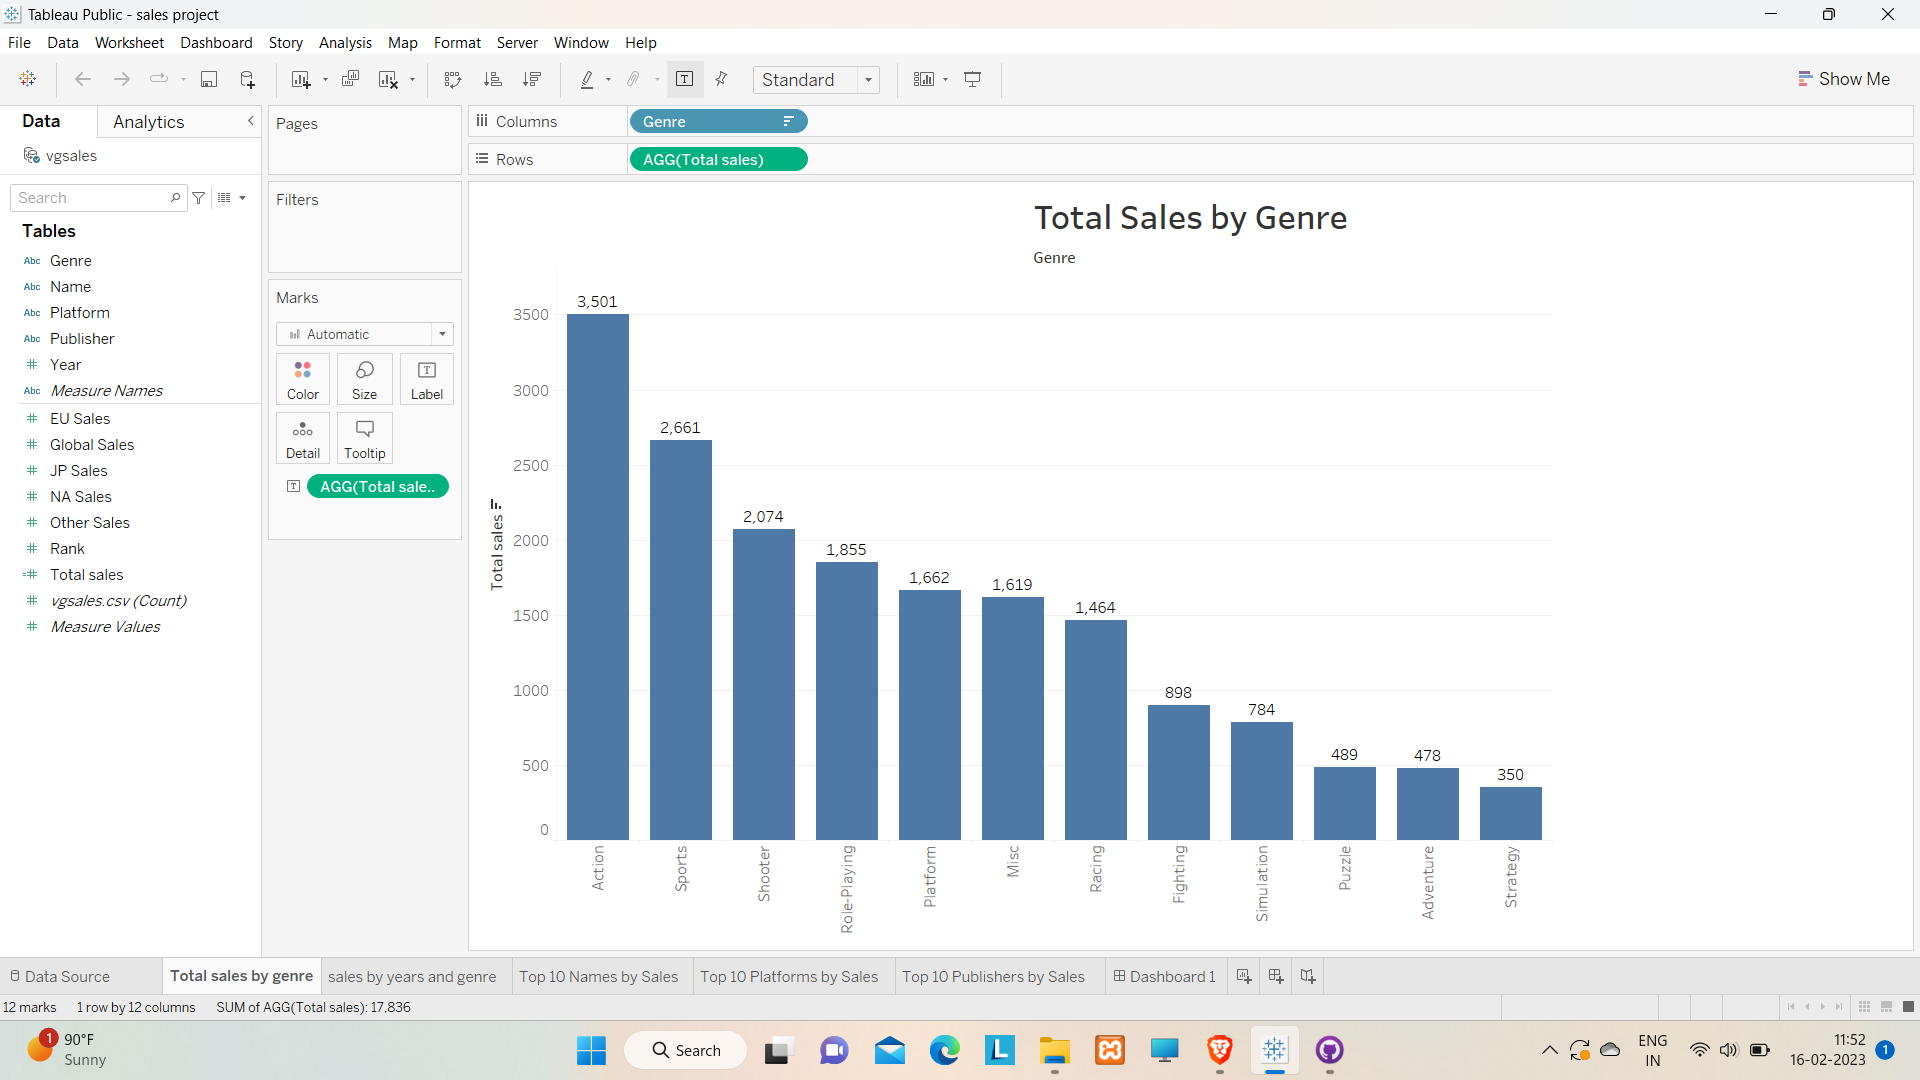 Tableau Public - sales project
File Data Worksheet Dashboard Story Analysis Map Format Server Window Help
Standard
Show Me
Data Analytics
vgsales
Search
Tables
Abc Genre
Abc Name
Abc Platform
Abc Publisher
# Year
Abc Measure Names
# EU Sales
# Global Sales
# JP Sales
# NA Sales
# Other Sales
# Rank
=# Total sales
# vgsales.csv (Count)
# Measure Values
Pages
Filters
Marks
Automatic
Color Size Label
Detail Tooltip
AGG(Total sale..
Columns Genre
Rows AGG(Total sales)
Total Sales by Genre
Genre
Total sales
3500
3000
2500
2000
1500
1000
500
0
3,501
2,661
2,074
1,855
1,662
1,619
1,464
898
784
489
478
350
Action
Sports
Shooter
Role-Playing
Platform
Misc
Racing
Fighting
Simulation
Puzzle
Adventure
Strategy
Data Source Total sales by genre sales by years and genre Top 10 Names by Sales Top 10 Platforms by Sales Top 10 Publishers by Sales Dashboard 1
12 marks 1 row by 12 columns SUM of AGG(Total sales): 17,836
1
90°F
Sunny
Search
L
ENG
IN
11:52
16-02-2023
1